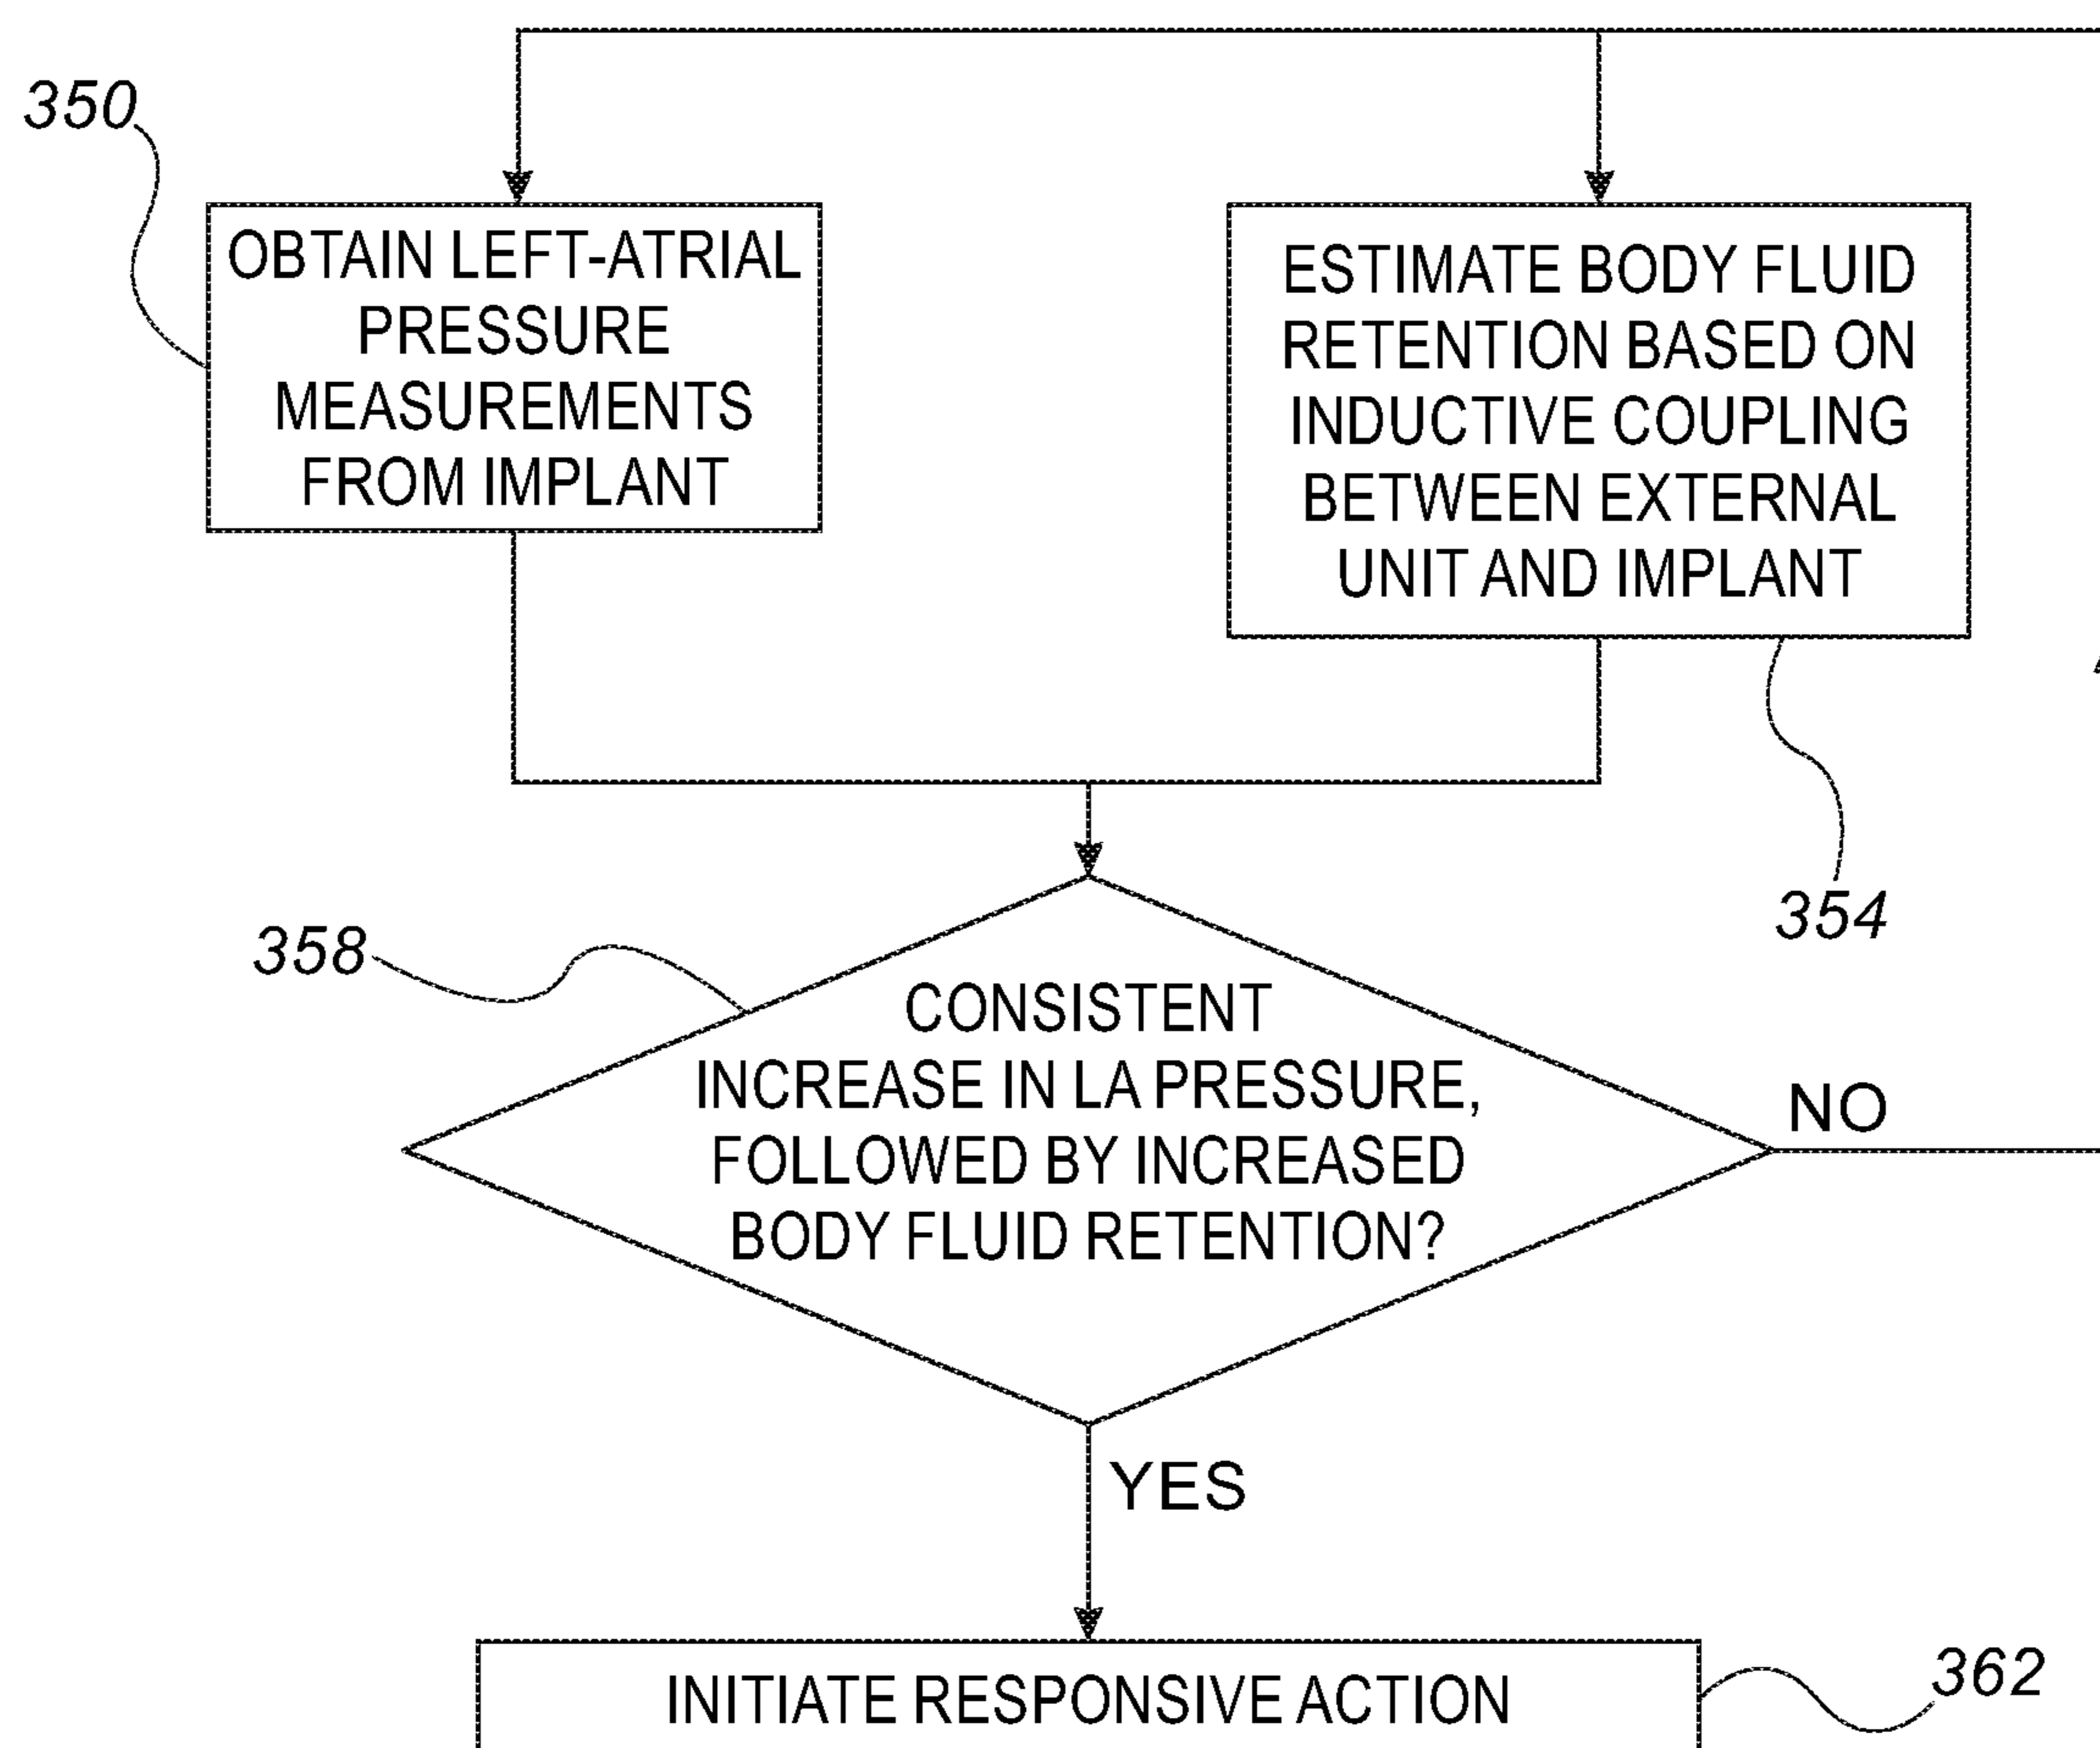 350
OBTAIN LEFT-ATRIAL
PRESSURE
MEASUREMENTS
FROM IMPLANT
ESTIMATE BODY FLUID
RETENTION BASED ON
INDUCTIVE COUPLING
BETWEEN EXTERNAL
UNIT AND IMPLANT
354
358
CONSISTENT
INCREASE IN LA PRESSURE,
FOLLOWED BY INCREASED
BODY FLUID RETENTION?
NO
YES
INITIATE RESPONSIVE ACTION
362